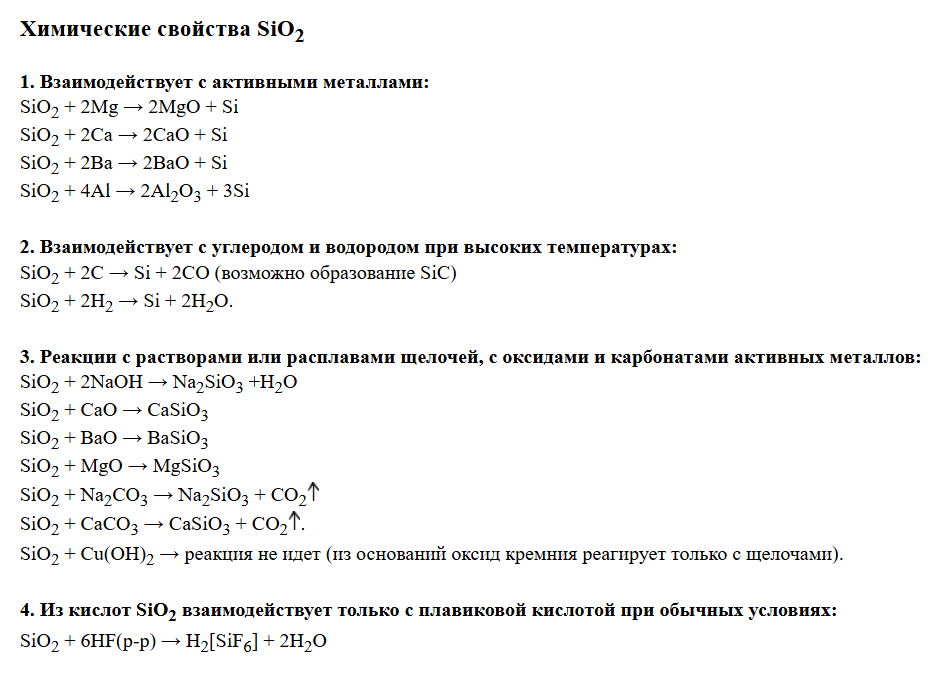 Химические свойства SiO₂
1. Взаимодействует с активными металлами:
SiO₂ + 2Mg → 2MgO + Si
SiO₂ + 2Ca → 2CaO + Si
SiO₂ + 2Ba → 2BaO + Si
SiO₂ + 4Al → 2Al₂O₃ + 3Si
2. Взаимодействует с углеродом и водородом при высоких температурах:
SiO₂ + 2C → Si + 2CO (возможно образование SiC)
SiO₂ + 2H₂ → Si + 2H₂O.
3. Реакции с растворами или расплавами щелочей, с оксидами и карбонатами активных металлов:
SiO₂ + 2NaOH → Na₂SiO₃ +H₂O
SiO₂ + CaO → CaSiO₃
SiO₂ + BaO → BaSiO₃
SiO₂ + MgO → MgSiO₃
SiO₂ + Na₂CO₃ → Na₂SiO₃ + CO₂↑
SiO₂ + CaCO₃ → CaSiO₃ + CO₂↑.
SiO₂ + Cu(OH)₂ → реакция не идет (из оснований оксид кремния реагирует только с щелочами).
4. Из кислот SiO₂ взаимодействует только с плавиковой кислотой при обычных условиях:
SiO₂ + 6HF(р-р) → H₂[SiF₆] + 2H₂O